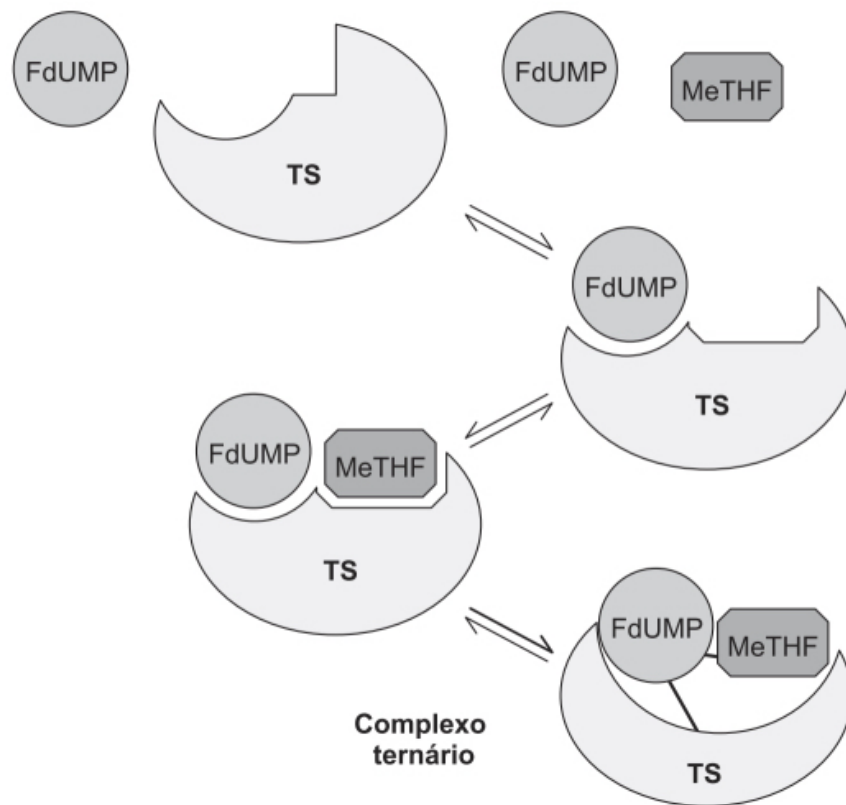 FdUMP
TS
FdUMP
MeTHF
FdUMP
TS
FdUMP
MeTHF
TS
FdUMP
MeTHF
TS
Complexo
ternário